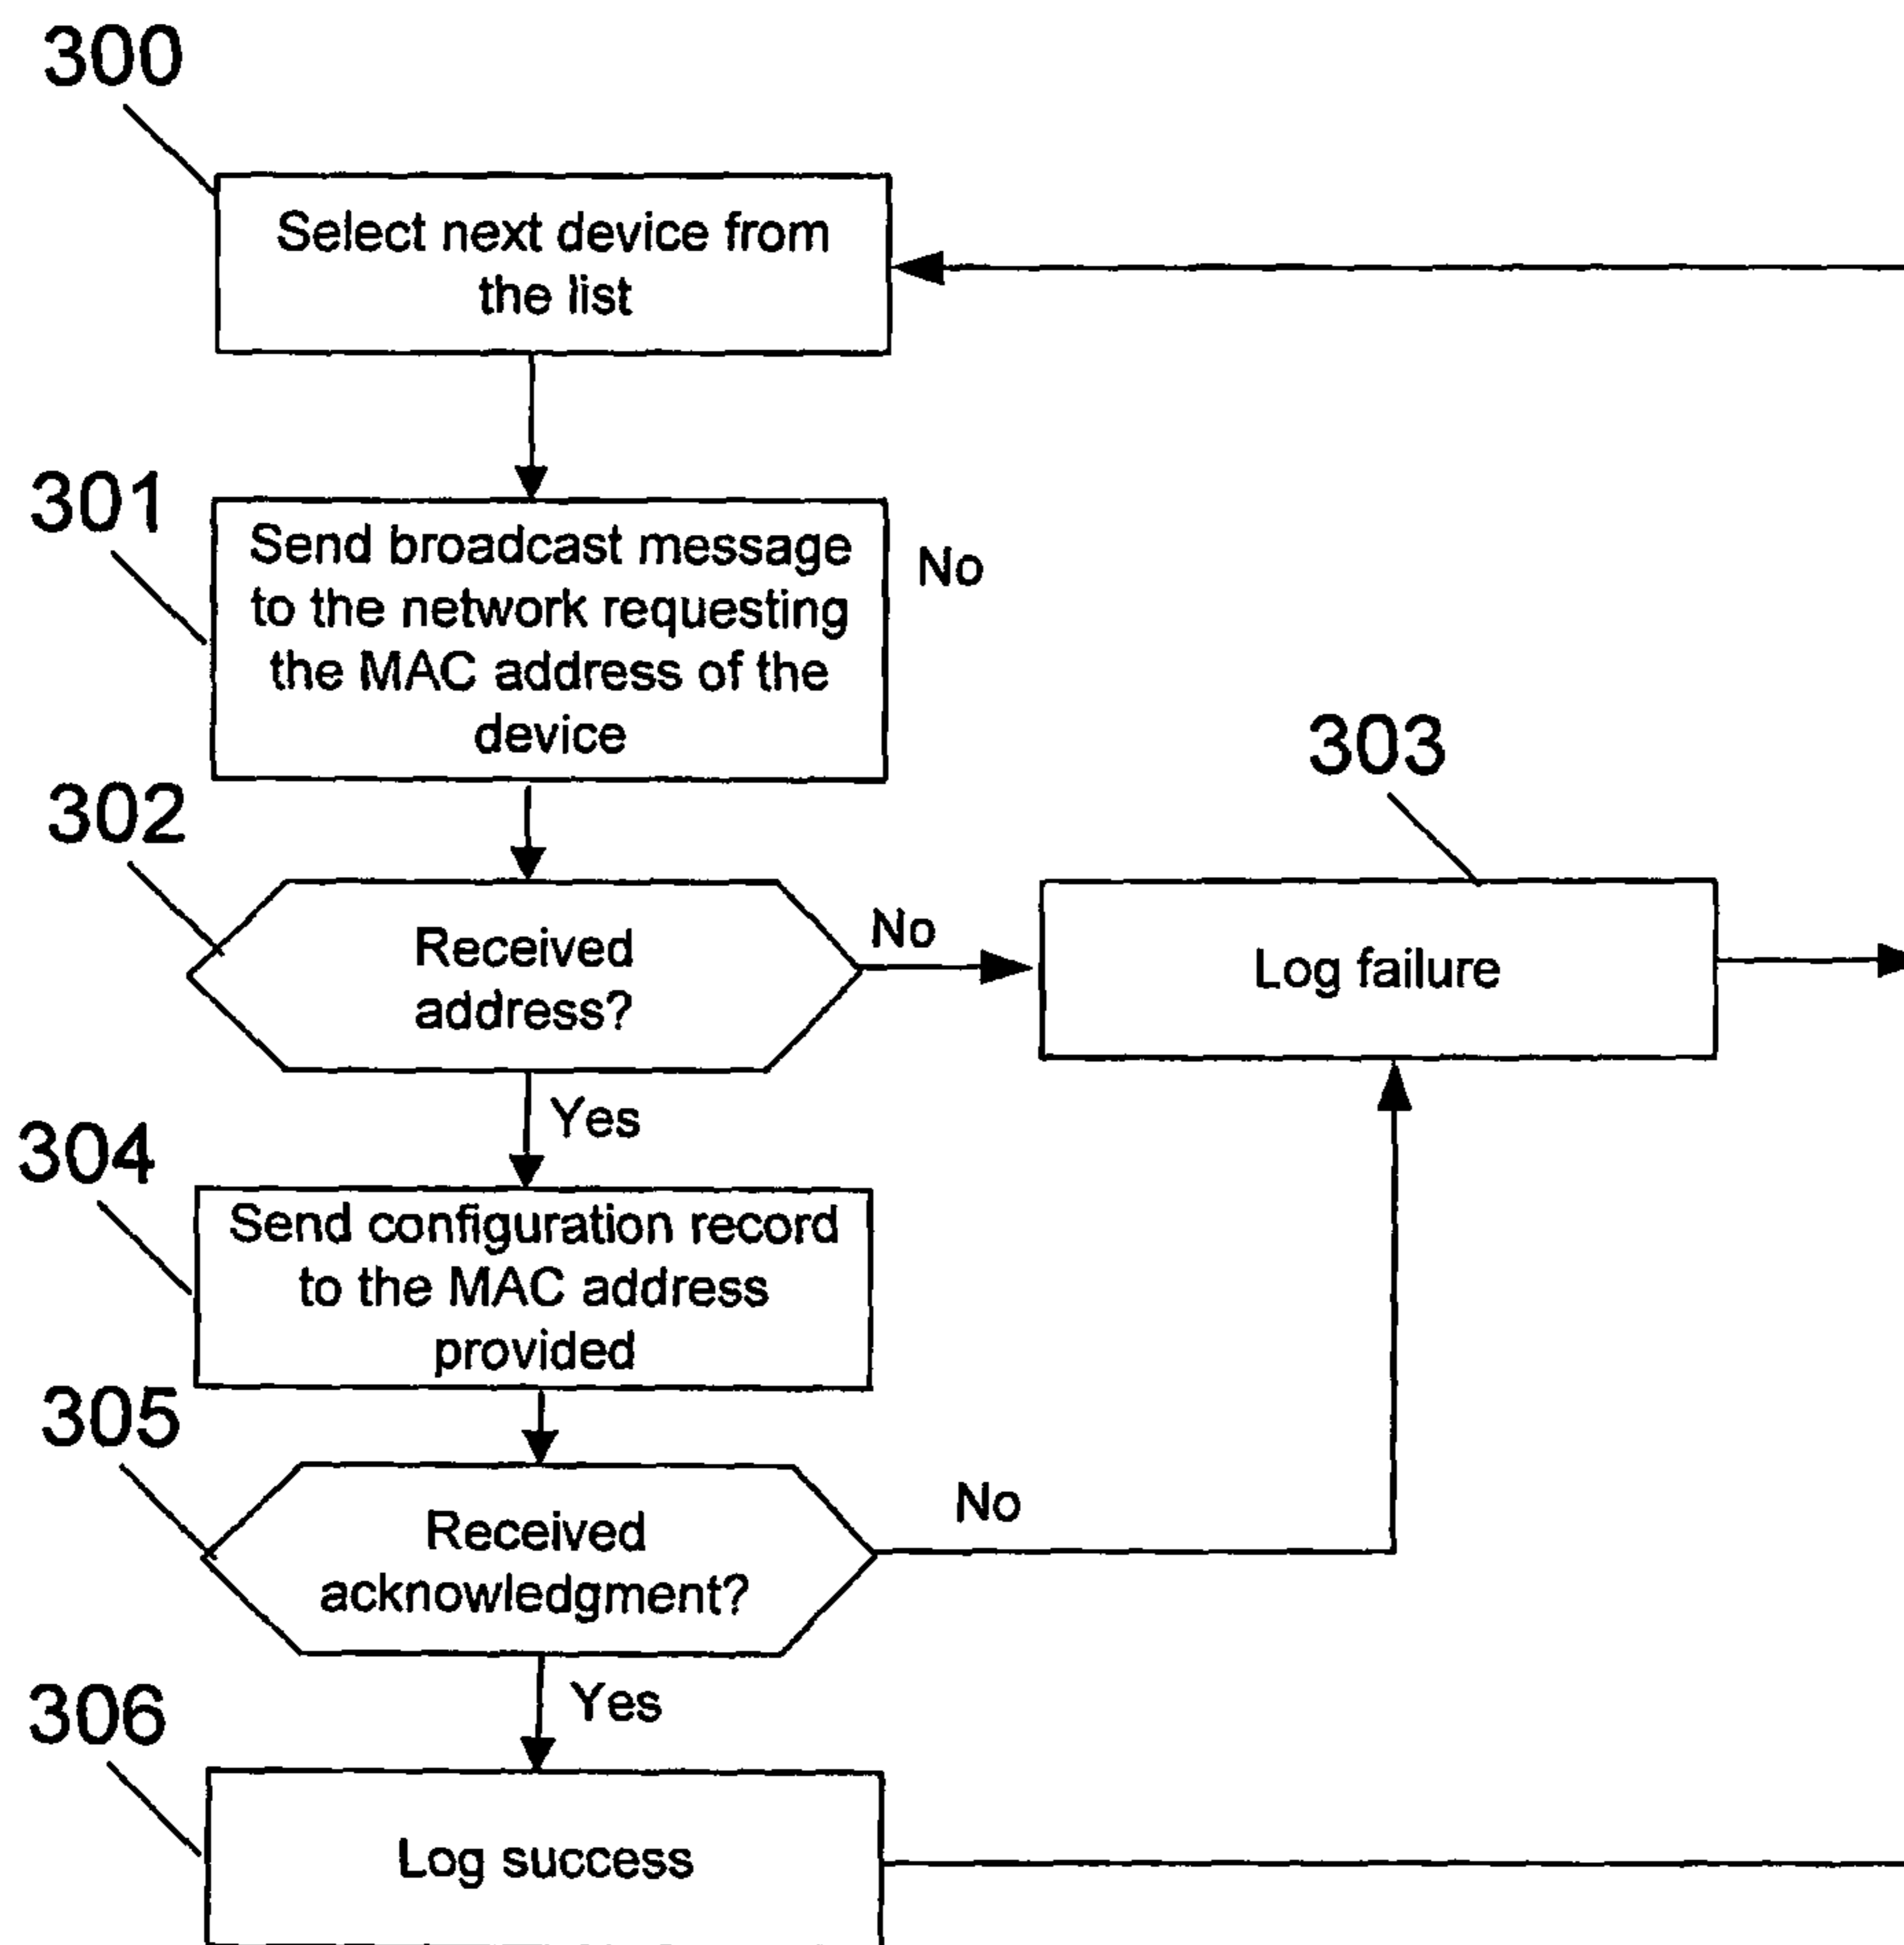 300
Select next device from
the list
301
Send broadcast message
to the network requesting
the MAC address of the
device
No
302
Received
address?
No
303
Log failure
Yes
304
Send configuration record
to the MAC address
provided
305
Received
acknowledgment?
No
Yes
306
Log success